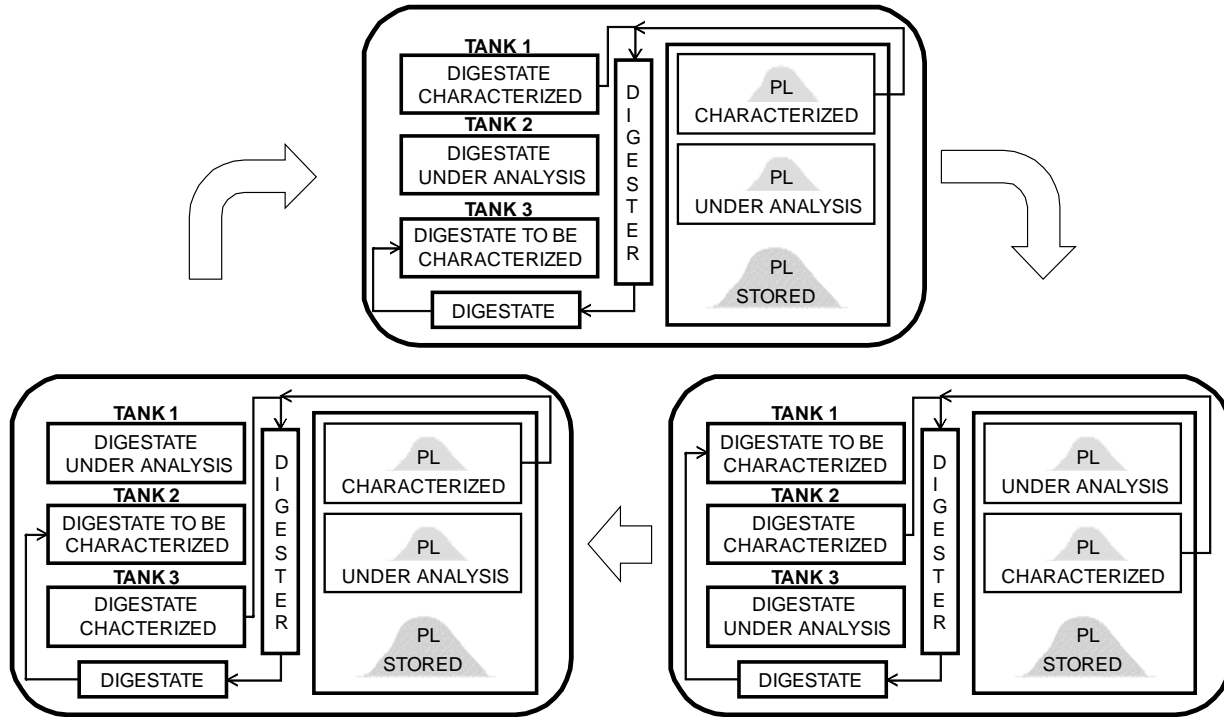 TANK 1
DIGESTATE
CHARACTERIZED
TANK 2
DIGESTATE
UNDER ANALYSIS
TANK 3
DIGESTATE TO BE
CHARACTERIZED
DIGESTATE
DIGESTER
PL
CHARACTERIZED
PL
UNDER ANALYSIS
PL
STORED
TANK 1
DIGESTATE
UNDER ANALYSIS
TANK 2
DIGESTATE TO BE
CHARACTERIZED
TANK 3
DIGESTATE
CHACTERIZED
DIGESTATE
DIGESTER
PL
CHARACTERIZED
PL
UNDER ANALYSIS
PL
STORED
TANK 1
DIGESTATE TO BE
CHARACTERIZED
TANK 2
DIGESTATE
CHARACTERIZED
TANK 3
DIGESTATE
UNDER ANALYSIS
DIGESTATE
DIGESTER
PL
UNDER ANALYSIS
PL
CHARACTERIZED
PL
STORED